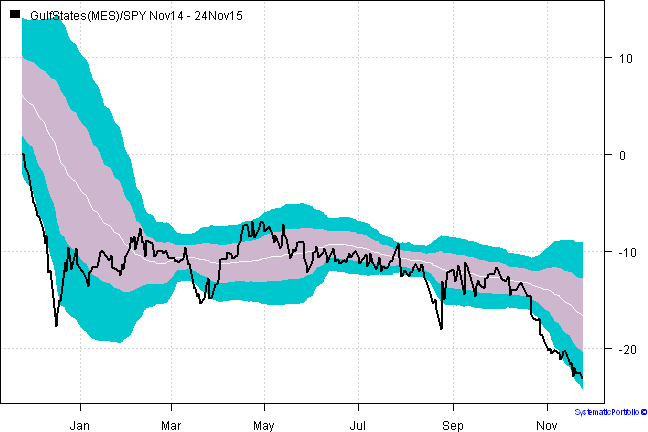 GulfStates(MES)/SPY Nov14 - 24Nov15
10
0
-10
-20
Jan Mar May Jul Sep Nov
SystematicPortfolio ©